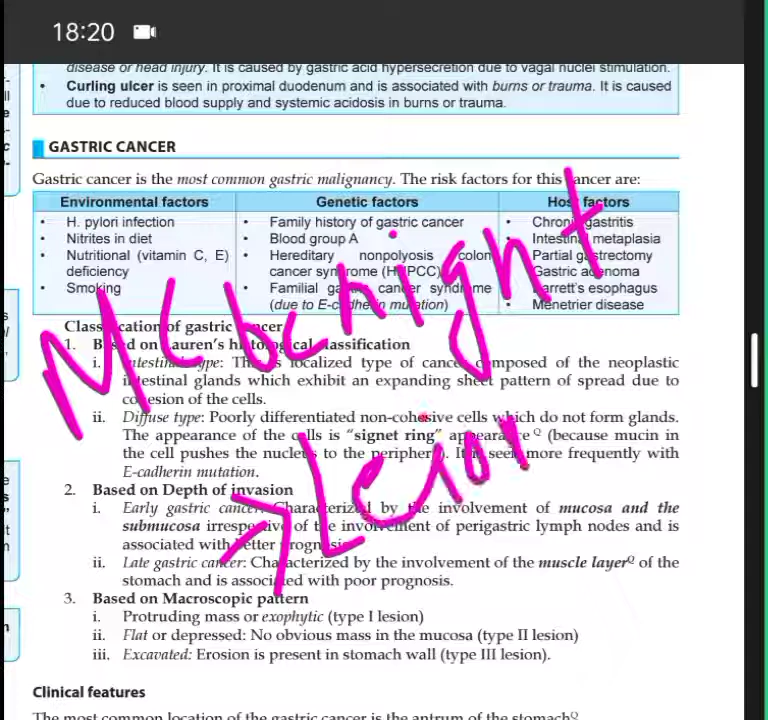 18:20
disease or head injury. It is caused by gastric acid hypersecretion due to vagal nuclei stimulation.
• Curling ulcer is seen in proximal duodenum and is associated with burns or trauma. It is caused
due to reduced blood supply and systemic acidosis in burns or trauma.
GASTRIC CANCER
Gastric cancer is the most common gastric malignancy. The risk factors for this cancer are:
Environmental factors
• H. pylori infection
• Nitrites in diet
• Nutritional (vitamin C, E)
deficiency
• Smoking
Genetic factors
• Family history of gastric cancer
• Blood group A
• Hereditary nonpolyosis colon
cancer syndrome (HNPCC)
• Familial gastric cancer syndrome
(due to E-cadherin mutation)
Host factors
• Chronic gastritis
• Intestinal metaplasia
• Partial gastrectomy
• Gastric adenoma
• Barrett's esophagus
• Menetrier disease
Classification of gastric cancer
1. Based on Lauren's histological classification
i. Intestinal type: This is localized type of cancer composed of the neoplastic
intestinal glands which exhibit an expanding sheet pattern of spread due to
cohesion of the cells.
ii. Diffuse type: Poorly differentiated non-cohesive cells which do not form glands.
The appearance of the cells is "signet ring" appearance Q (because mucin in
the cell pushes the nucleus to the periphery). It is seen more frequently with
E-cadherin mutation.
2. Based on Depth of invasion
i. Early gastric cancer: Characterized by the involvement of mucosa and the
submucosa irrespective of the involvement of perigastric lymph nodes and is
associated with better prognosis.
ii. Late gastric cancer: Characterized by the involvement of the muscle layerQ of the
stomach and is associated with poor prognosis.
3. Based on Macroscopic pattern
i. Protruding mass or exophytic (type I lesion)
ii. Flat or depressed: No obvious mass in the mucosa (type II lesion)
iii. Excavated: Erosion is present in stomach wall (type III lesion).
Clinical features
The most common location of the gastric cancer is the antrum of the stomachQ